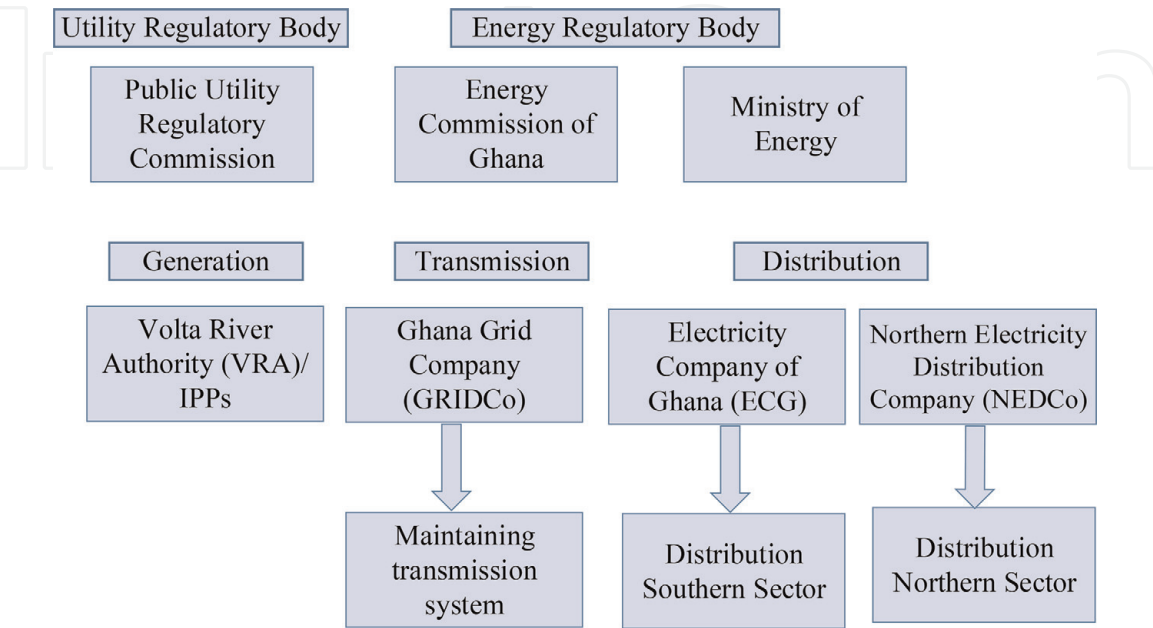 Utility Regulatory Body
Energy Regulatory Body
Public Utility
Regulatory
Commission
Energy
Commission of
Ghana
Ministry of
Energy
Generation
Transmission
Distribution
Volta River
Authority (VRA)/
IPPs
Ghana Grid
Company
(GRIDCo)
Electricity
Company of
Ghana (ECG)
Northern Electricity
Distribution
Company (NEDCo)
Maintaining
transmission
system
Distribution
Southern Sector
Distribution
Northern Sector